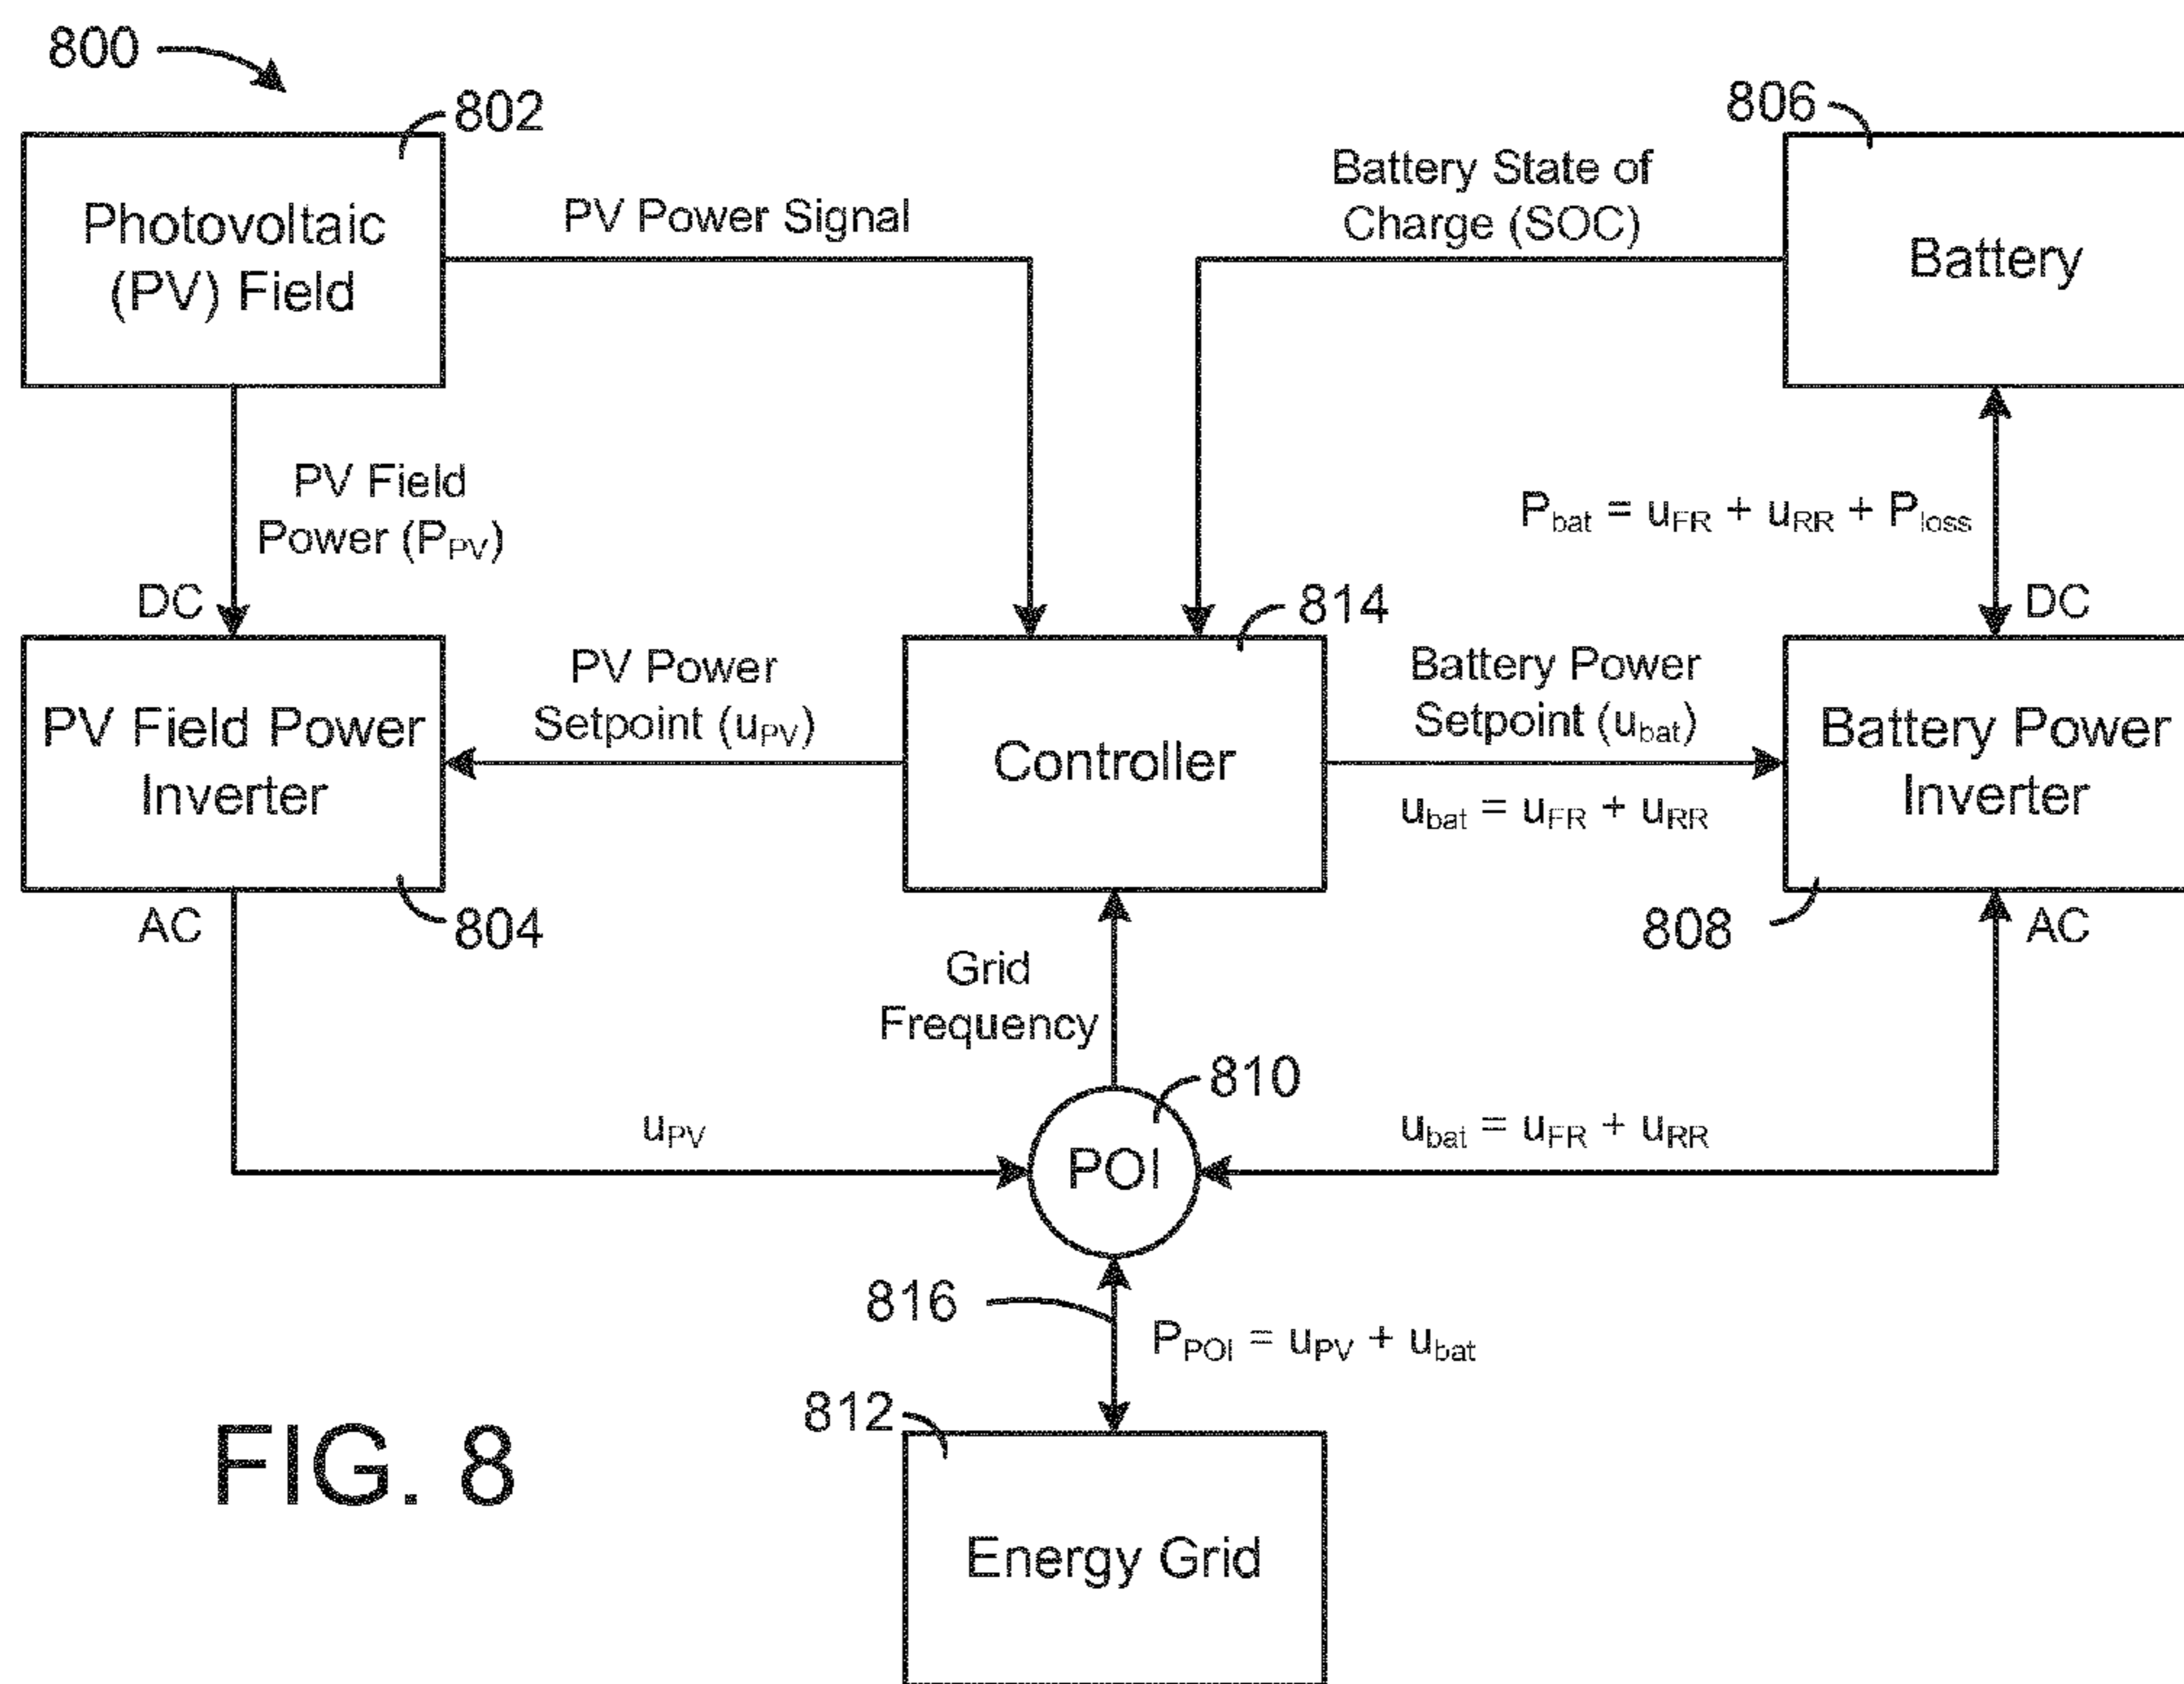 800
802
806
Photovoltaic
(PV) Field
PV Power Signal
Battery State of
Charge (SOC)
Battery
PV Field
Power (P_PV)
P_bat = u_FR + u_RR + P_loss
DC
814
DC
PV Field Power
Inverter
PV Power
Setpoint (u_PV)
Controller
Battery Power
Setpoint (u_bat)
u_bat = u_FR + u_RR
Battery Power
Inverter
AC
804
808
AC
Grid
Frequency
810
u_PV
POI
u_bat = u_FR + u_RR
816
P_POI = u_PV + u_bat
812
Energy Grid
FIG. 8